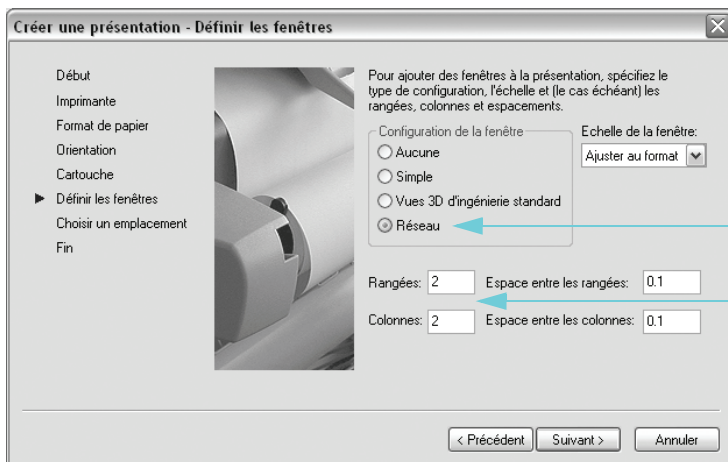 Créer une présentation - Définir les fenêtres
Début
Imprimante
Format de papier
Orientation
Cartouche
Définir les fenêtres
Choisir un emplacement
Fin
Pour ajouter des fenêtres à la présentation, spécifiez le
type de configuration, l'échelle et (le cas échéant) les
rangées, colonnes et espacements.
Configuration de la fenêtre
Aucune
Simple
Vues 3D d'ingénierie standard
Réseau
Echelle de la fenêtre:
Ajuster au format
Rangées: 2 Espace entre les rangées: 0.1
Colonnes: 2 Espace entre les colonnes: 0.1
< Précédent Suivant > Annuler